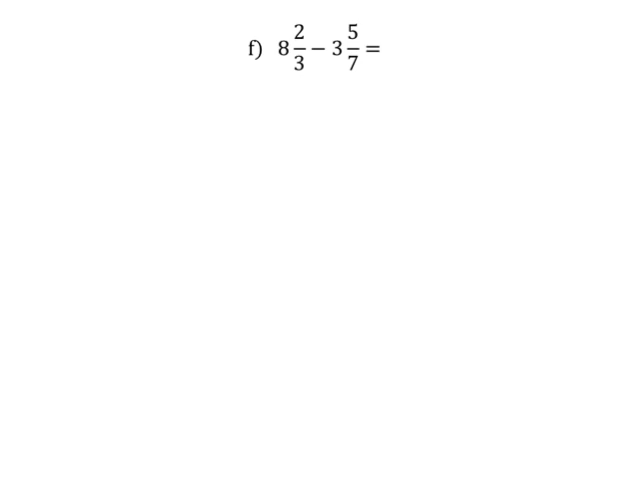 f) 8 2/3 − 3 5/7 =